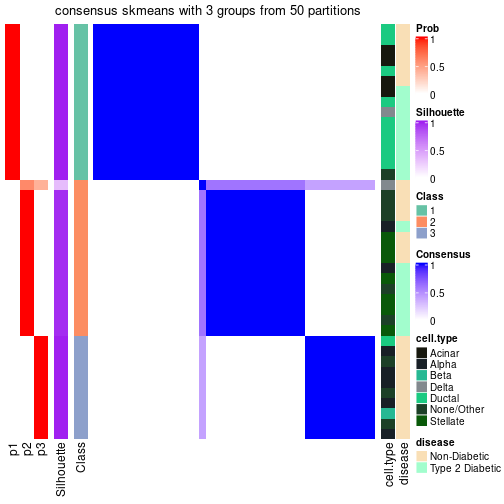 consensus skmeans with 3 groups from 50 partitions
Prob
1
0.5
0
Silhouette
1
0.5
0
Class
1
2
3
Consensus
1
0.5
0
cell.type
Acinar
Alpha
Beta
Delta
Ductal
None/Other
Stellate
disease
Non-Diabetic
Type 2 Diabetic
p1
p2
p3
Silhouette
Class
cell.type
disease